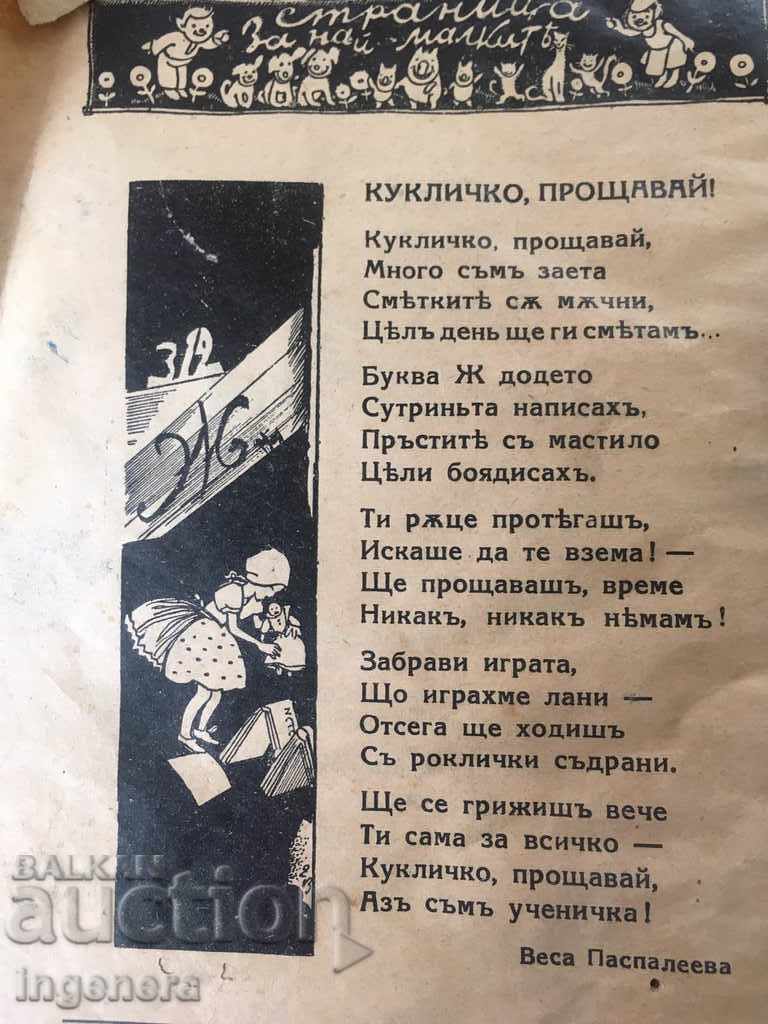 страница
За най-малкитѣ
КУКЛИЧКО, ПРОЩАВАЙ!
Кукличко, прощавай,
Много съмъ заета
Смѣткитѣ сѫ мѫчни,
Цѣлъ день ще ги смѣтамъ...
Буква Ж додето
Сутриньта написахъ,
Пръститѣ съ мастило
Цѣли боядисахъ.
Ти рѫце протѣгашъ,
Искаше да те взема! —
Ще прощавашъ, време
Никакъ, никакъ нѣмамъ!
Забрави играта,
Що играхме лани —
Отсега ще ходишъ
Съ роклички съдрани.
Ще се грижишъ вече
Ти сама за всичко —
Кукличко, прощавай,
Азъ съмъ ученичка!
Веса Паспалеева
319
Ж
BALKAN
auction
ingenera